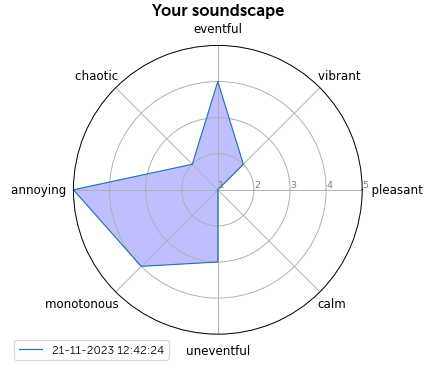 Your soundscape
eventful
chaotic
vibrant
annoying
1 2 3 4 5
pleasant
monotonous
calm
uneventful
21-11-2023 12:42:24